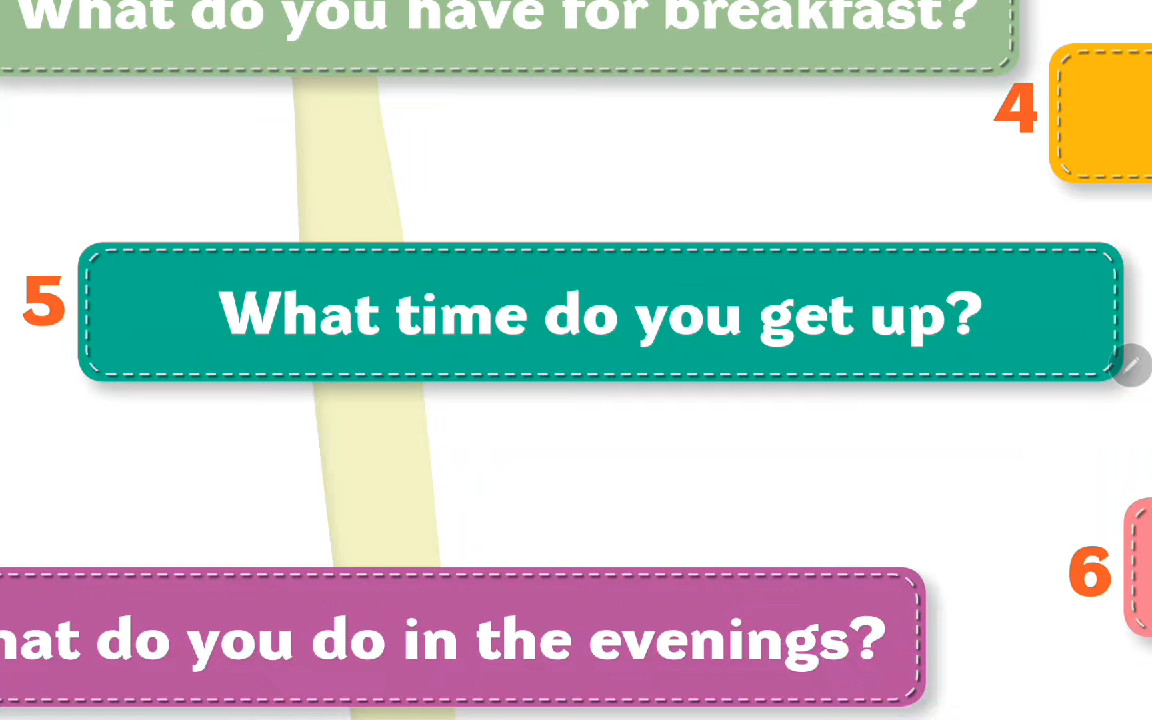 What do you have for breakfast?
4
5
What time do you get up?
6
hat do you do in the evenings?